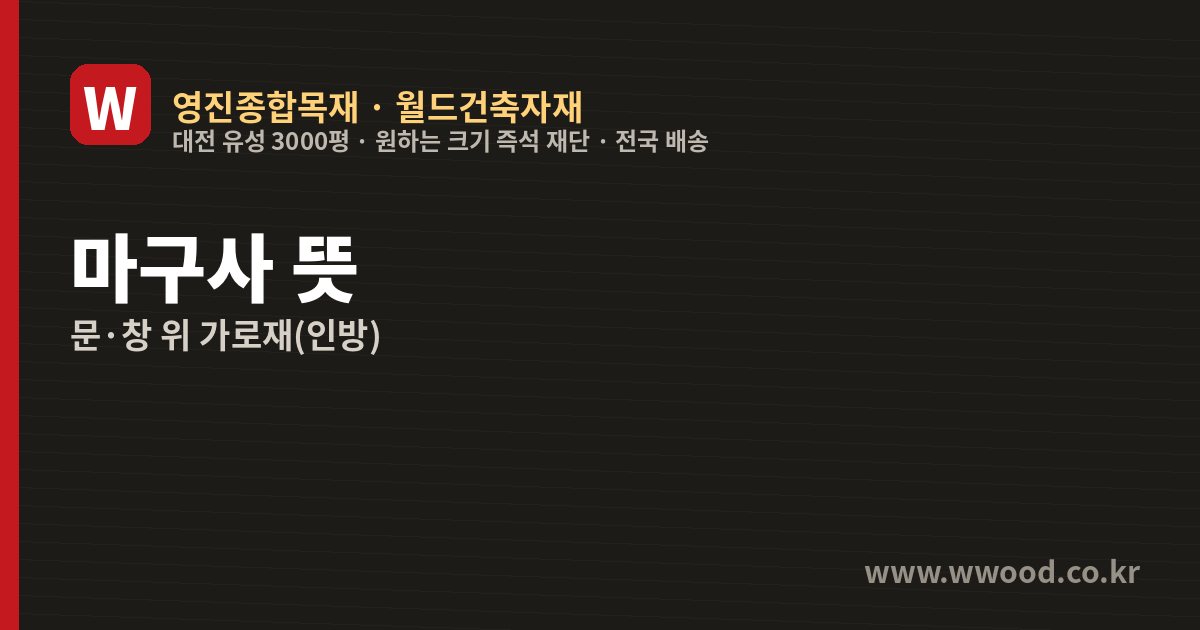 W
영진종합목재 · 월드건축자재
대전 유성 3000평 · 원하는 크기 즉석 재단 · 전국 배송
마구사 뜻
문·창 위 가로재(인방)
www.wwood.co.kr